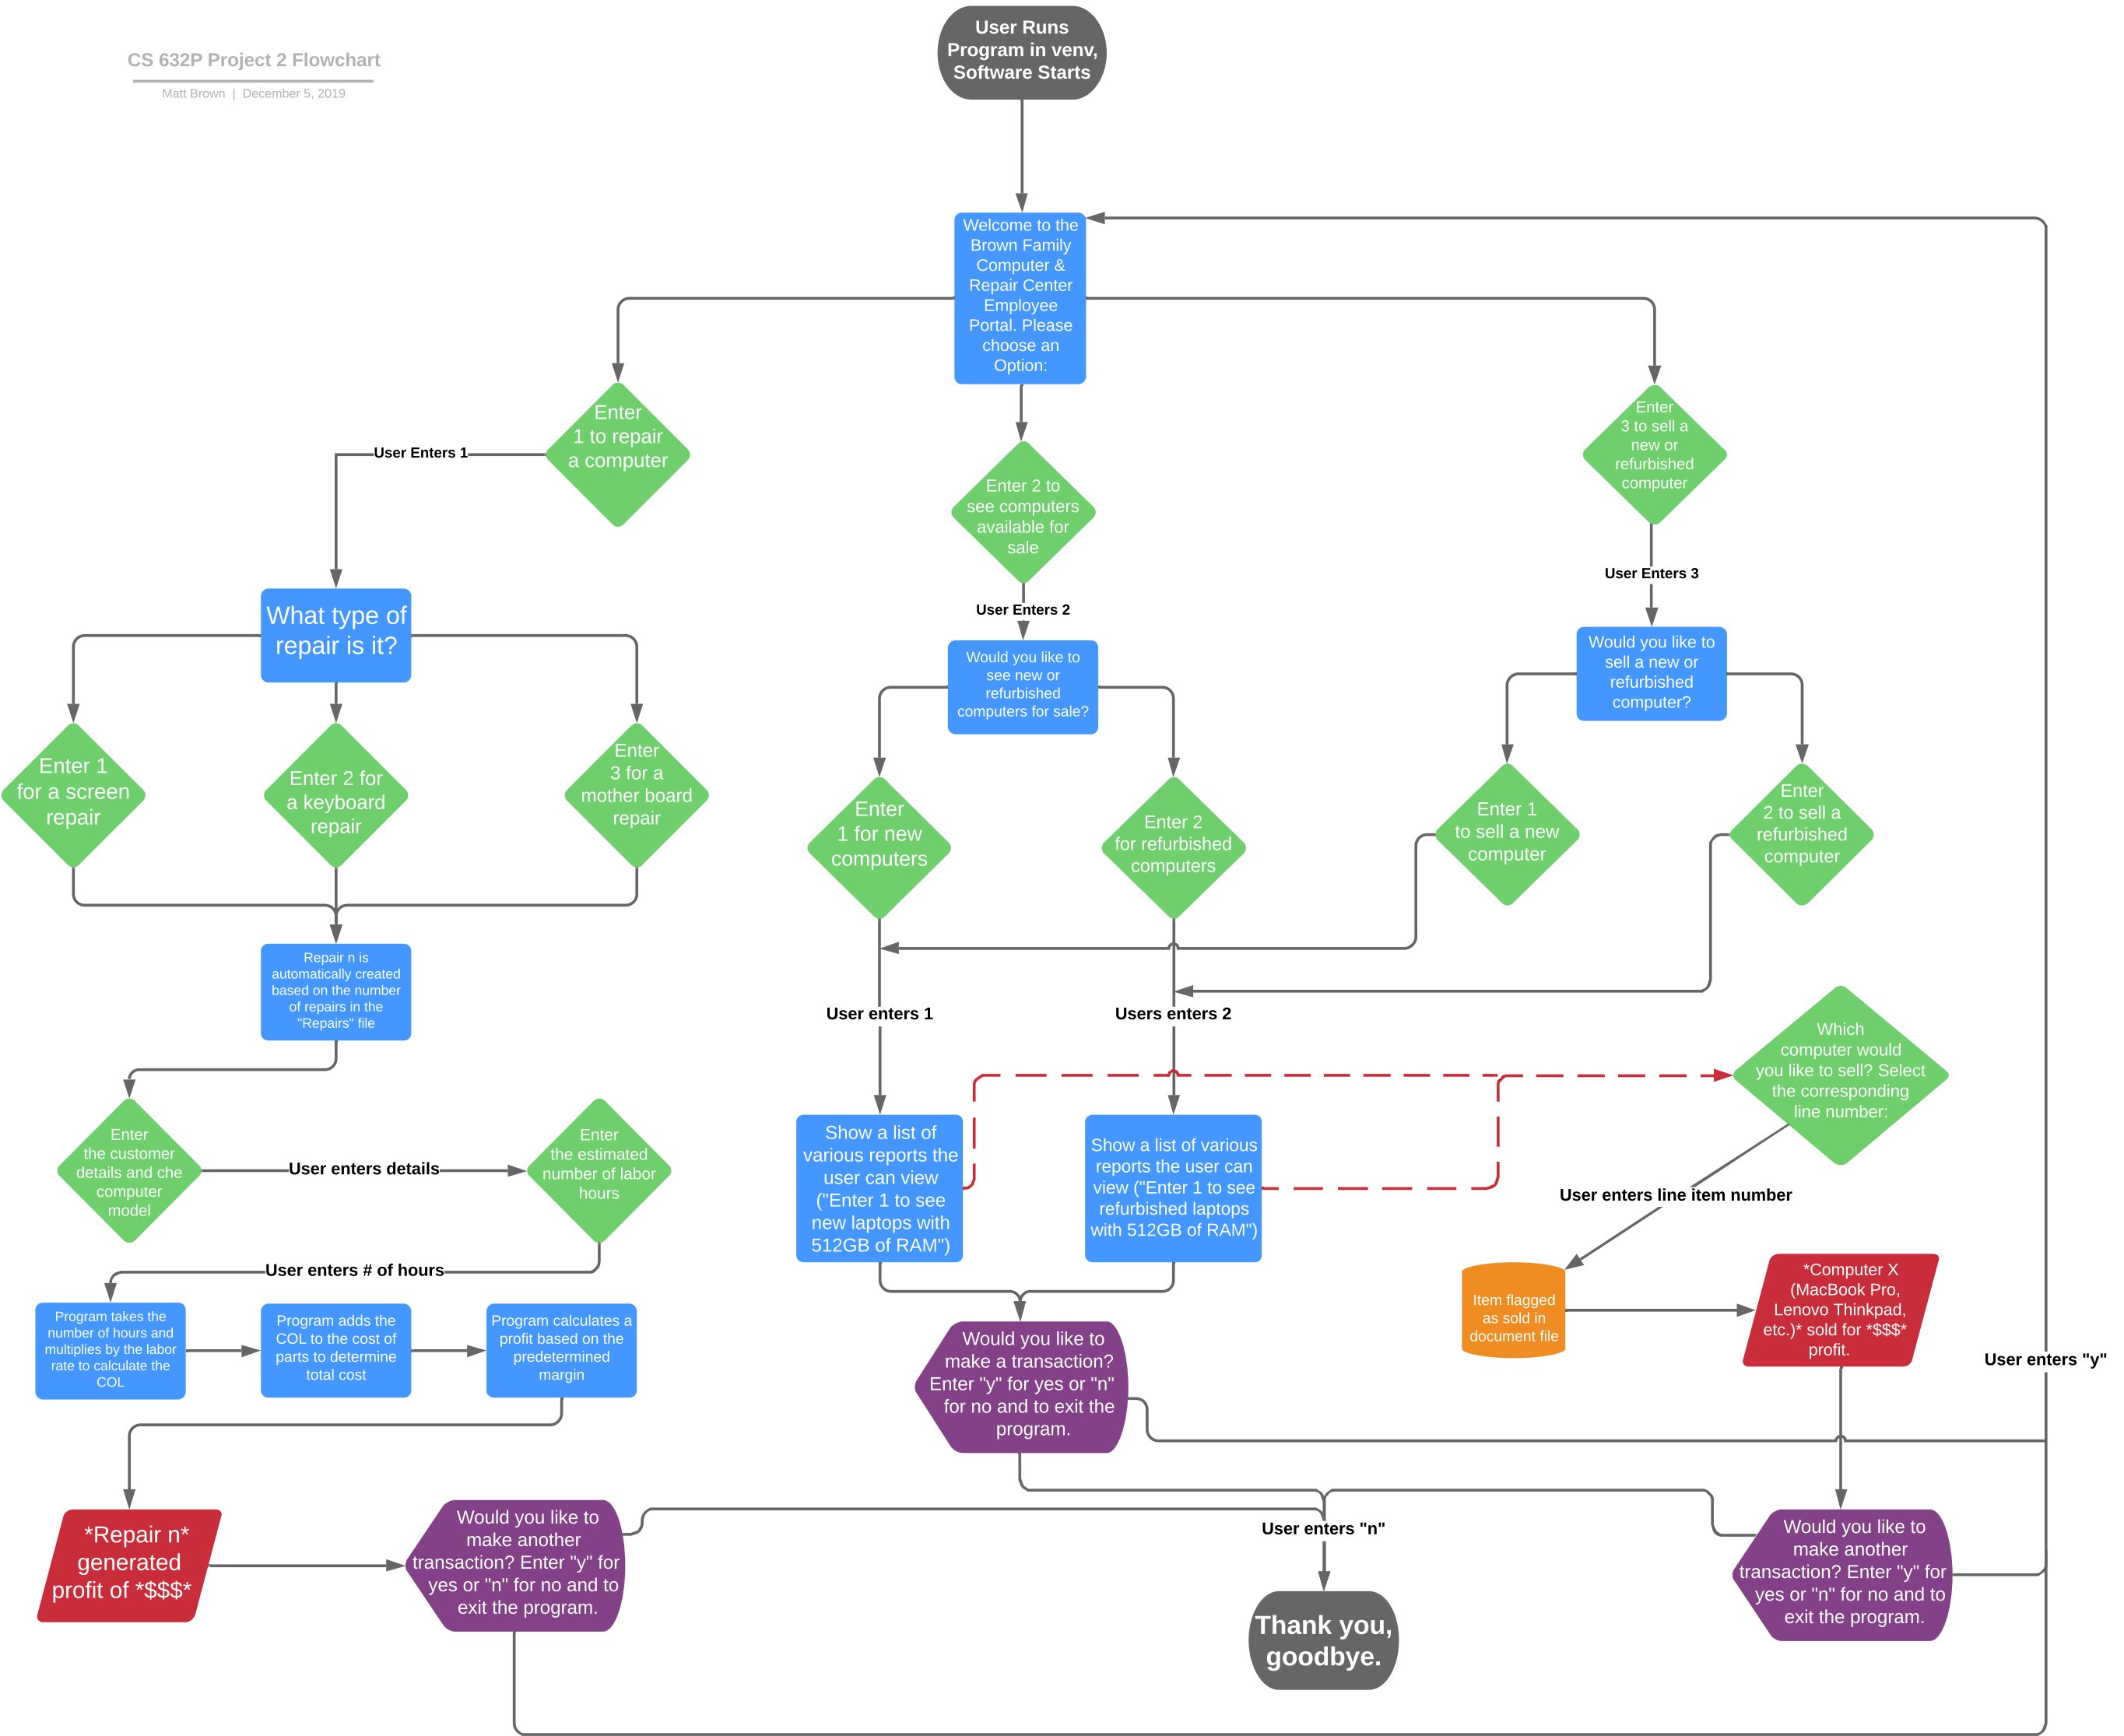 CS 632P Project 2 Flowchart
Matt Brown | December 5, 2019
User Runs
Program in venv,
Software Starts
Welcome to the
Brown Family
Computer &
Repair Center
Employee
Portal. Please
choose an
Option:
Enter
1 to repair
a computer
User Enters 1
Enter 2 to
see computers
available for
sale
User Enters 2
Enter
3 to sell a
new or
refurbished
computer
User Enters 3
What type of
repair is it?
Would you like to
see new or
refurbished
computers for sale?
Would you like to
sell a new or
refurbished
computer?
Enter 1
for a screen
repair
Enter 2 for
a keyboard
repair
Enter
3 for a
mother board
repair
Enter
1 for new
computers
Enter 2
for refurbished
computers
Enter 1
to sell a new
computer
Enter
2 to sell a
refurbished
computer
Repair n is
automatically created
based on the number
of repairs in the
"Repairs" file
User enters 1
Users enters 2
Which
computer would
you like to sell? Select
the corresponding
line number:
Enter
the customer
details and che
computer
model
User enters details
Enter
the estimated
number of labor
hours
Show a list of
various reports the
user can view
("Enter 1 to see
new laptops with
512GB of RAM")
Show a list of various
reports the user can
view ("Enter 1 to see
refurbished laptops
with 512GB of RAM")
User enters line item number
User enters # of hours
Program takes the
number of hours and
multiplies by the labor
rate to calculate the
COL
Program adds the
COL to the cost of
parts to determine
total cost
Program calculates a
profit based on the
predetermined
margin
Would you like to
make a transaction?
Enter "y" for yes or "n"
for no and to exit the
program.
Item flagged
as sold in
document file
*Computer X
(MacBook Pro,
Lenovo Thinkpad,
etc.)* sold for *$$$*
profit.
User enters "y"
*Repair n*
generated
profit of *$$$*
Would you like to
make another
transaction? Enter "y" for
yes or "n" for no and to
exit the program.
User enters "n"
Would you like to
make another
transaction? Enter "y" for
yes or "n" for no and to
exit the program.
Thank you,
goodbye.